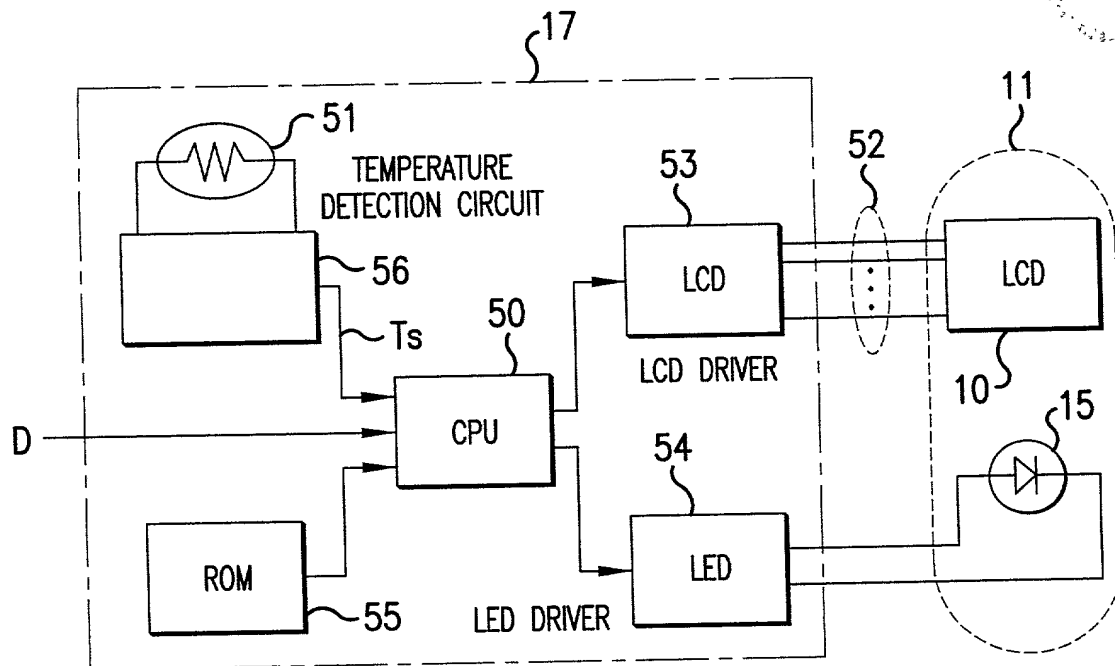 17
51
TEMPERATURE
DETECTION CIRCUIT
11
52
53
LCD
LCD
56
Ts
50
LCD DRIVER
10
15
D
CPU
54
ROM
LED
55
LED DRIVER